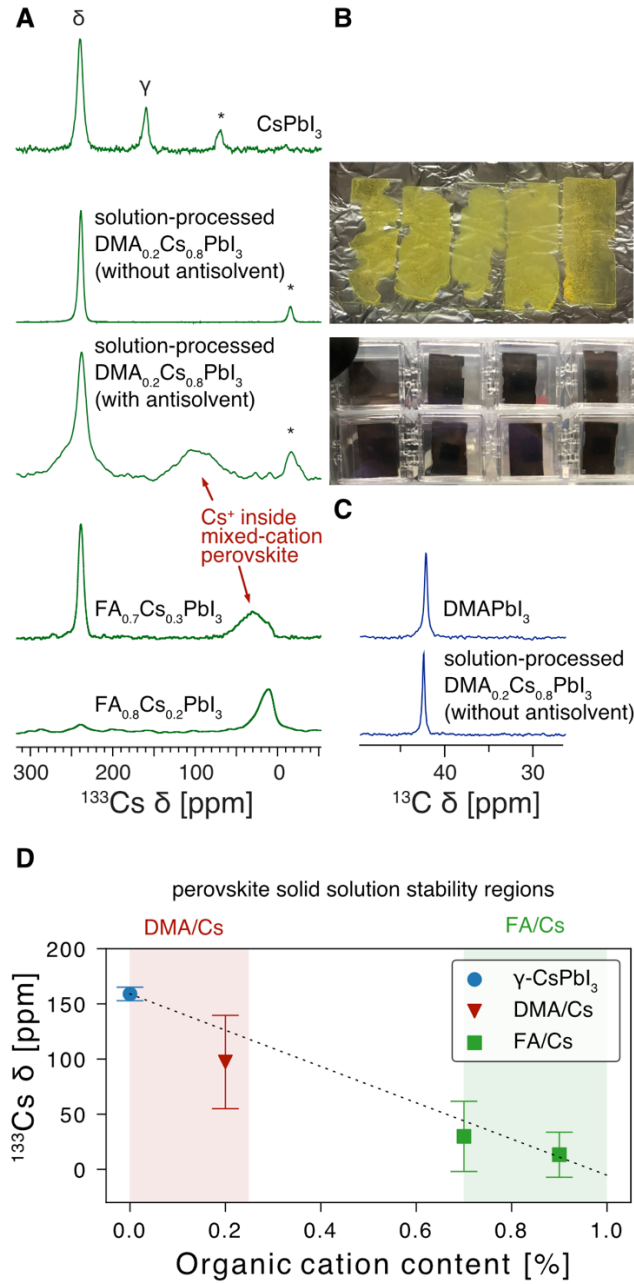 A
δ
γ
*
CsPbI₃
solution-processed
DMA₀.₂Cs₀.₈PbI₃
(without antisolvent)
*
solution-processed
DMA₀.₂Cs₀.₈PbI₃
(with antisolvent)
*
Cs⁺ inside
mixed-cation
perovskite
FA₀.₇Cs₀.₃PbI₃
FA₀.₈Cs₀.₂PbI₃
300 200 100 0
¹³³Cs δ [ppm]
B
C
DMAPbI₃
solution-processed
DMA₀.₂Cs₀.₈PbI₃
(without antisolvent)
40 30
¹³C δ [ppm]
D
perovskite solid solution stability regions
DMA/Cs FA/Cs
200
150
100
50
0
¹³³Cs δ [ppm]
γ-CsPbI₃
DMA/Cs
FA/Cs
0.0 0.2 0.4 0.6 0.8 1.0
Organic cation content [%]